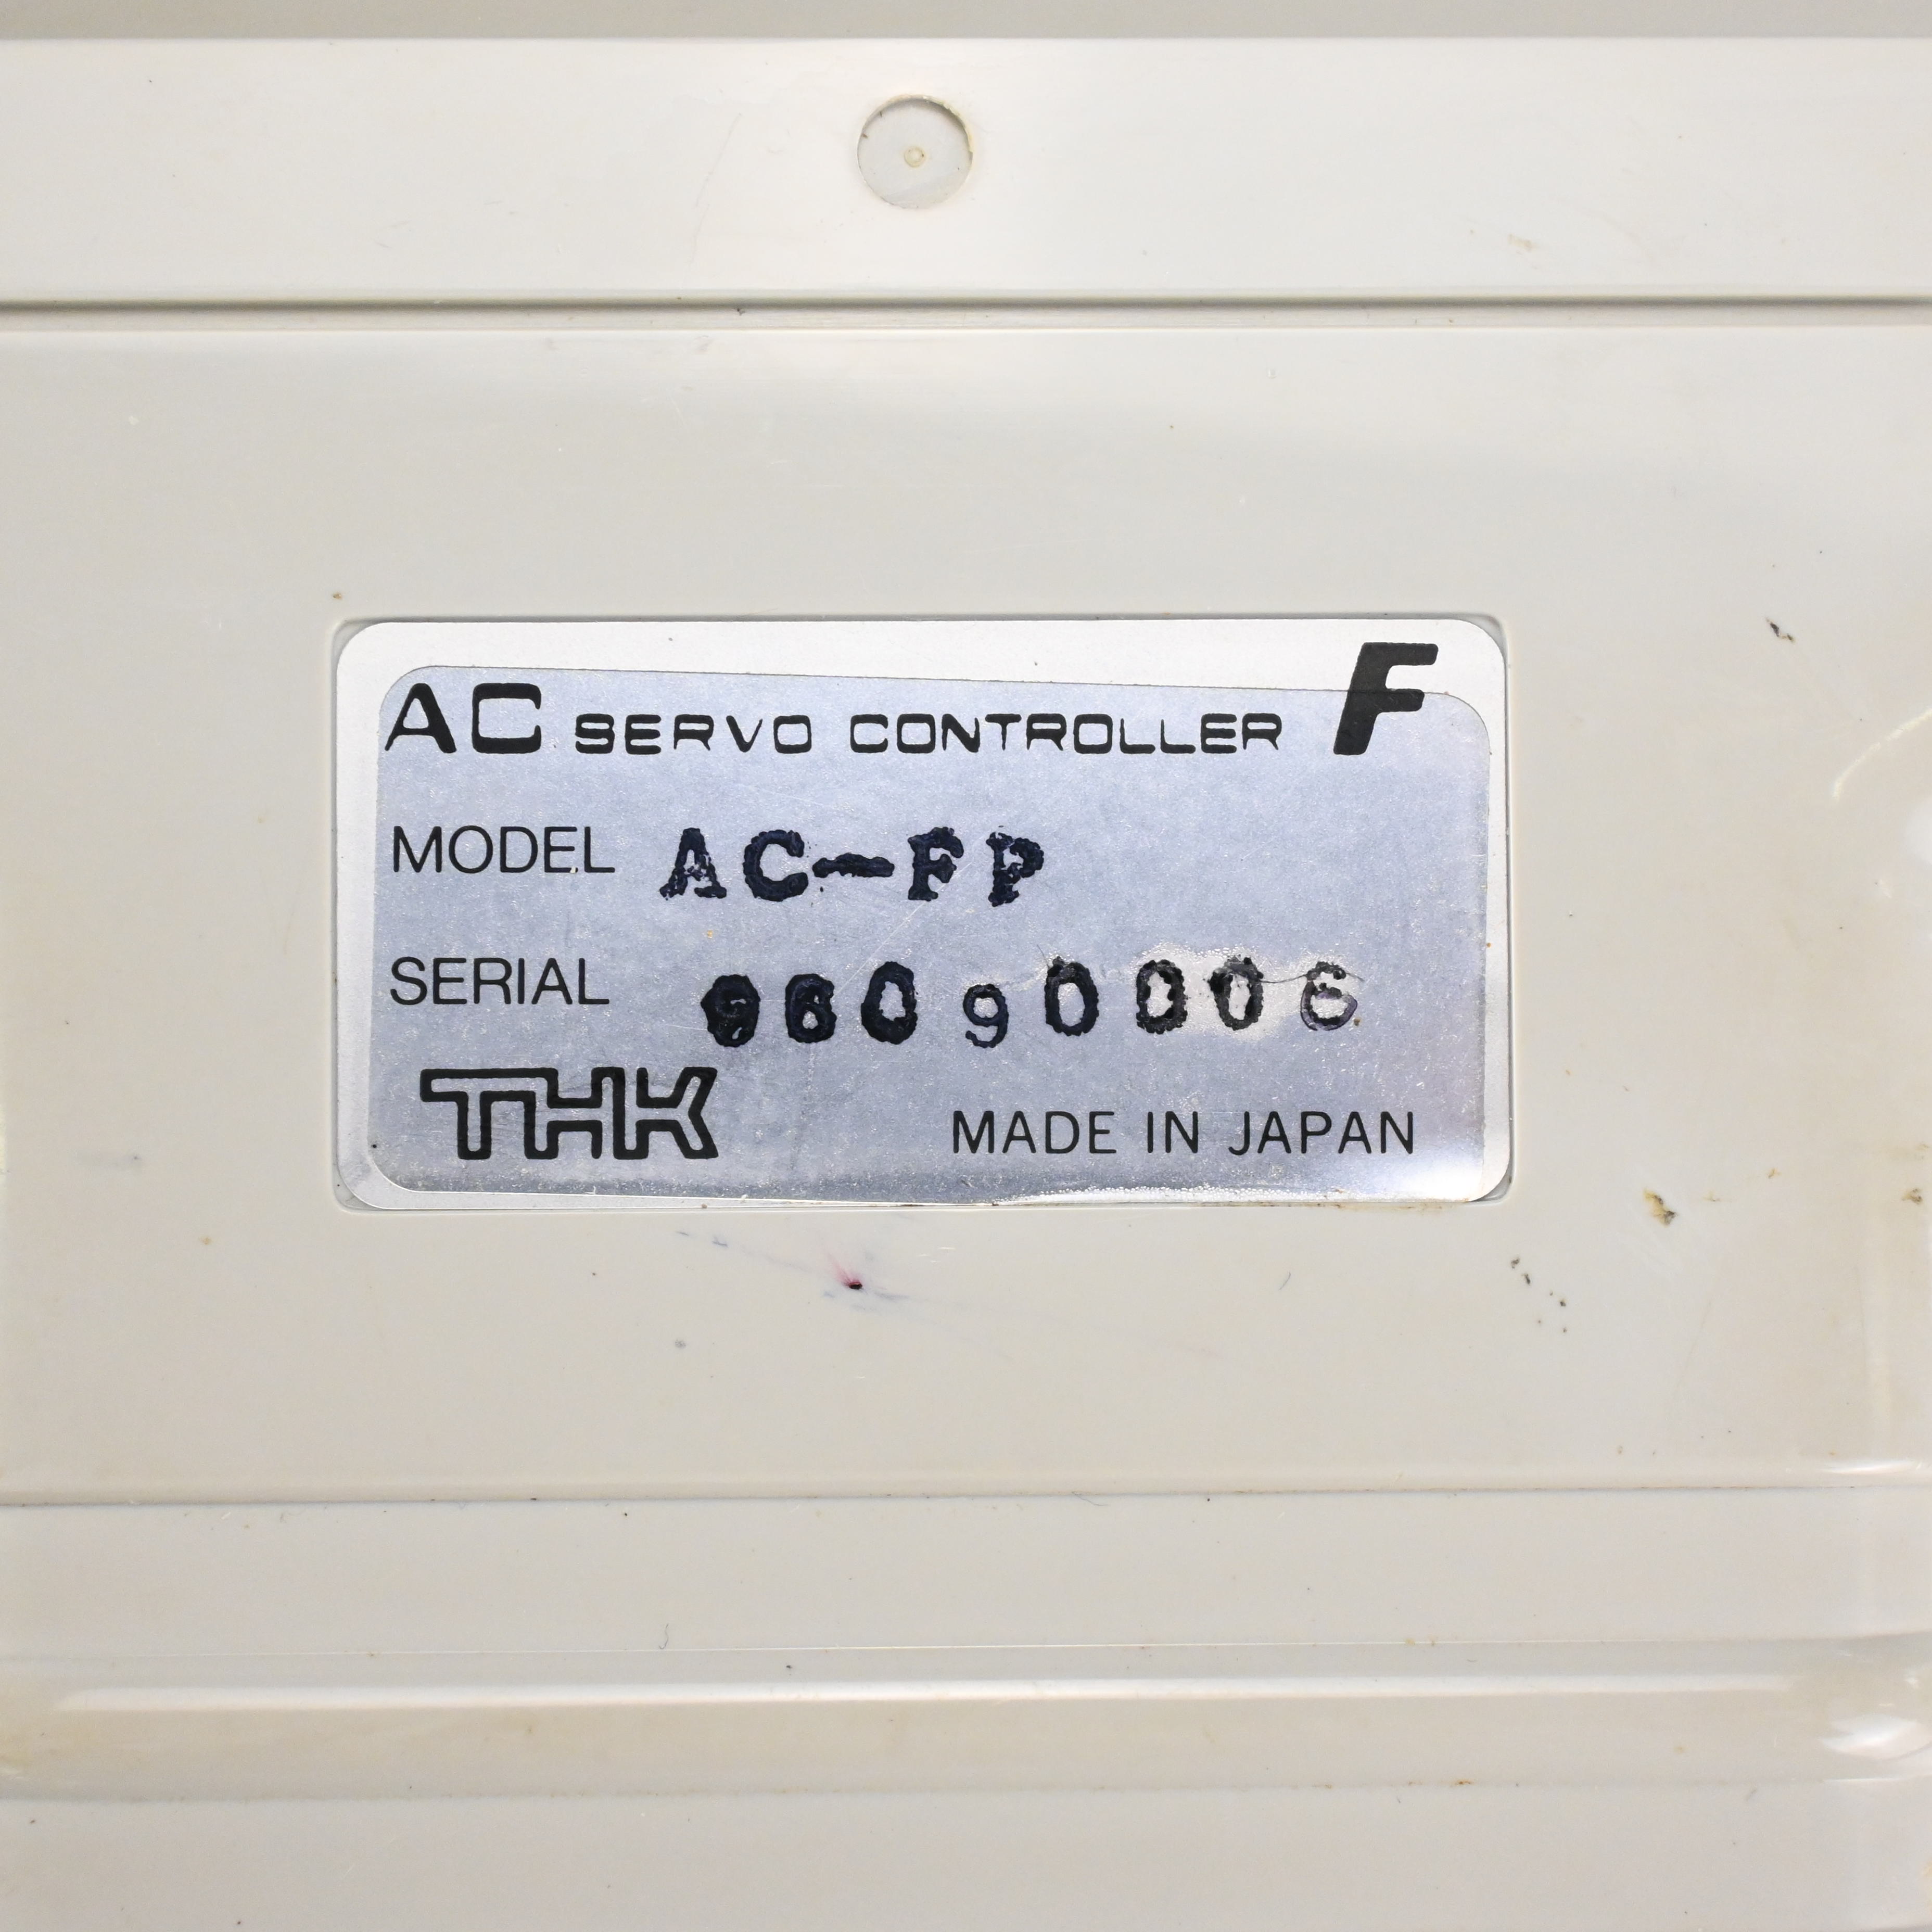 AC SERVO CONTROLLER F
MODEL AC-FP
SERIAL 96090006
THK
MADE IN JAPAN